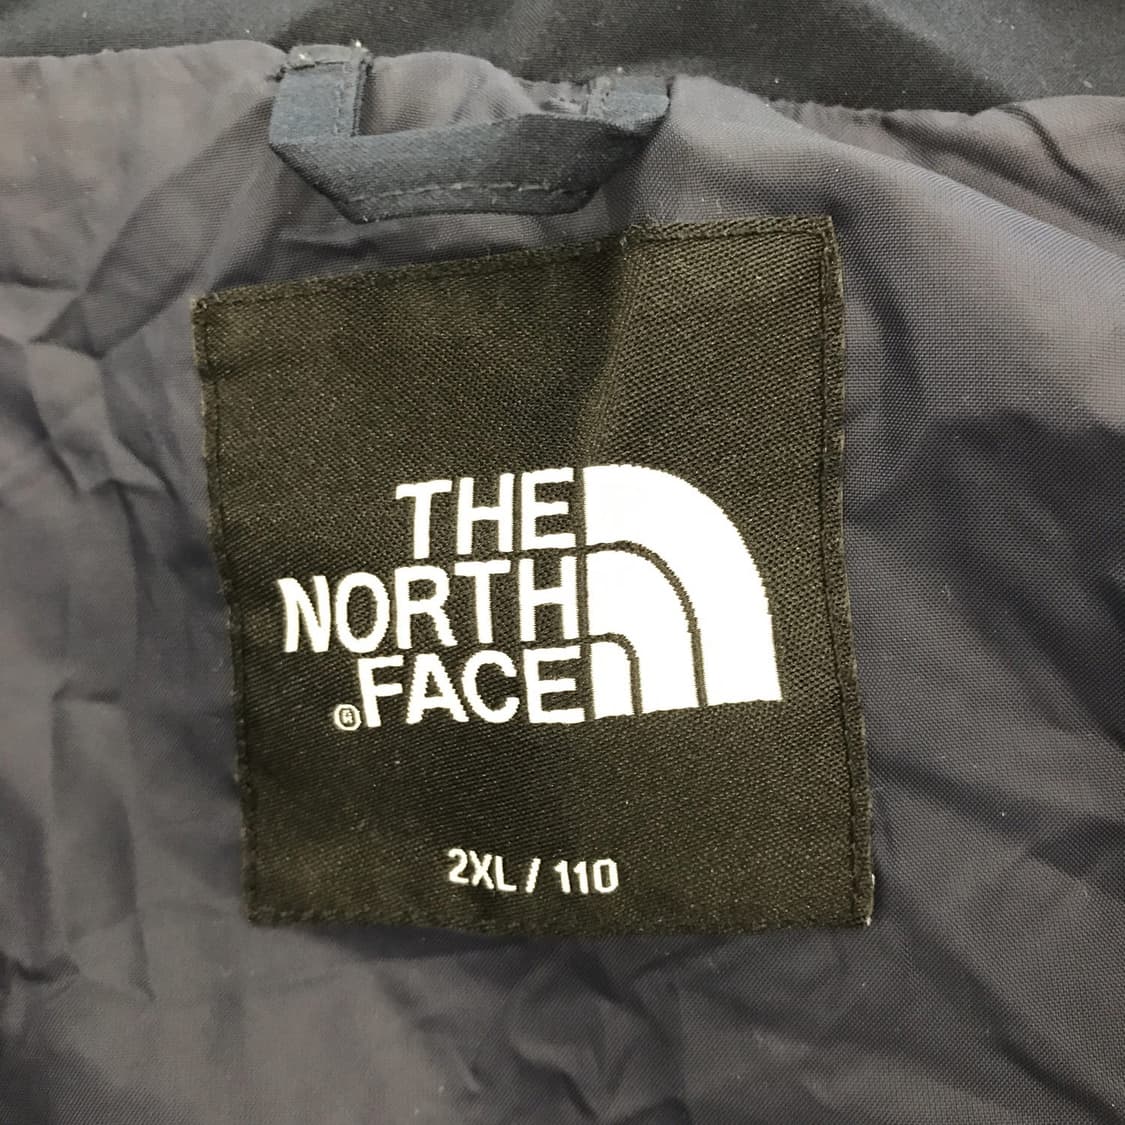 THE
NORTH
®FACE
2XL / 110